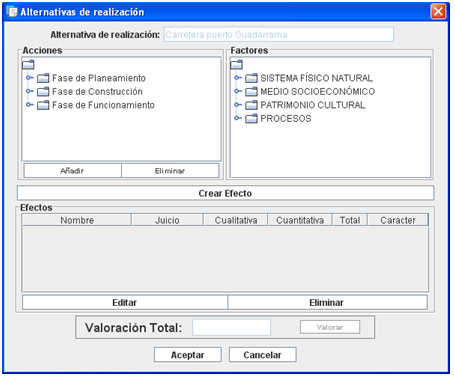 Alternativas de realización
Alternativa de realización: Carretera puerto Guadarrama
Acciones
Fase de Planeamiento
Fase de Construcción
Fase de Funcionamiento
Añadir Eliminar
Factores
SISTEMA FÍSICO NATURAL
MEDIO SOCIOECONÓMICO
PATRIMONIO CULTURAL
PROCESOS
Crear Efecto
Efectos
Nombre Juicio Cualitativa Cuantitativa Total Caracter
Editar Eliminar
Valoración Total: Valorar
Aceptar Cancelar